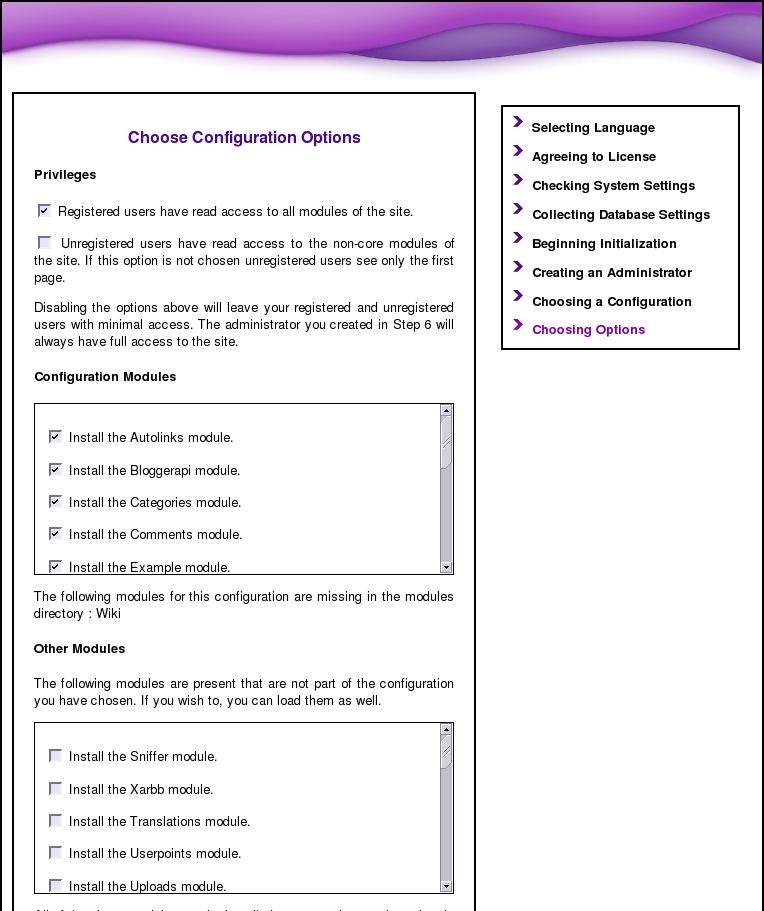 Choose Configuration Options
Privileges
Registered users have read access to all modules of the site.
Unregistered users have read access to the non-core modules of
the site. If this option is not chosen unregistered users see only the first
page.
Disabling the options above will leave your registered and unregistered
users with minimal access. The administrator you created in Step 6 will
always have full access to the site.
Configuration Modules
Install the Autolinks module.
Install the Bloggerapi module.
Install the Categories module.
Install the Comments module.
Install the Example module.
The following modules for this configuration are missing in the modules
directory : Wiki
Other Modules
The following modules are present that are not part of the configuration
you have chosen. If you wish to, you can load them as well.
Install the Sniffer module.
Install the Xarbb module.
Install the Translations module.
Install the Userpoints module.
Install the Uploads module.
Selecting Language
Agreeing to License
Checking System Settings
Collecting Database Settings
Beginning Initialization
Creating an Administrator
Choosing a Configuration
Choosing Options